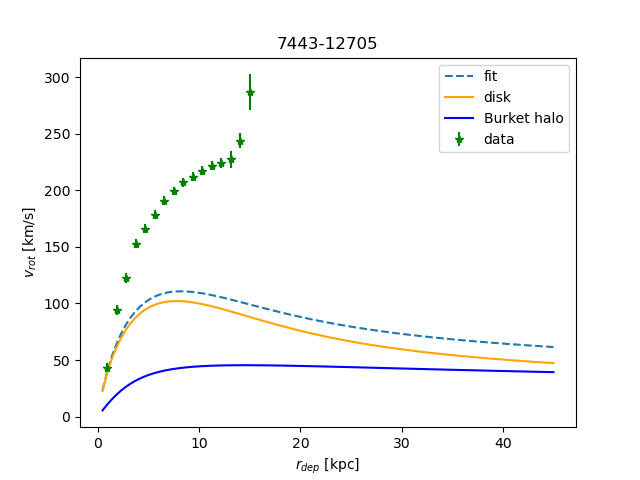 7443-12705
300
250
200
150
100
50
0
v_rot [km/s]
fit
disk
Burket halo
data
0 10 20 30 40
r_dep [kpc]